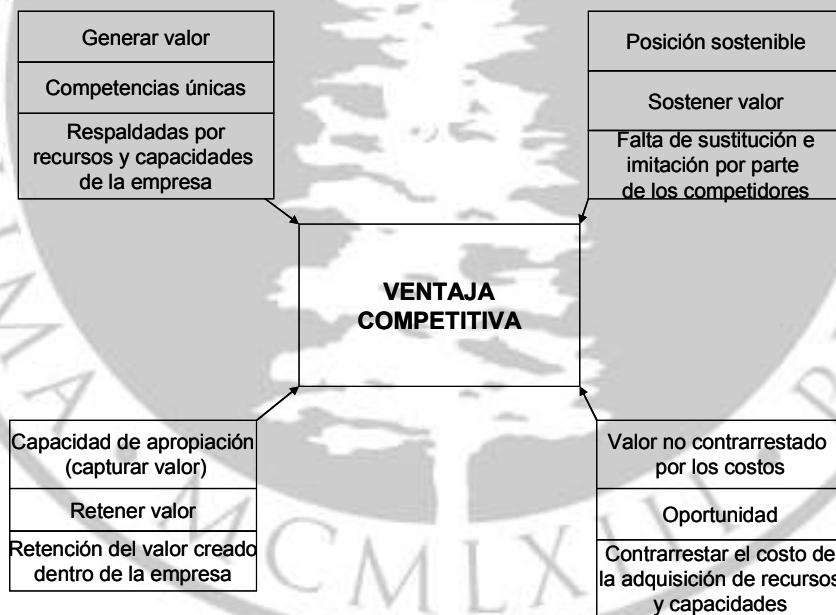 Generar valor
Competencias únicas
Respaldadas por
recursos y capacidades
de la empresa
Posición sostenible
Sostener valor
Falta de sustitución e
imitación por parte
de los competidores
VENTAJA
COMPETITIVA
Capacidad de apropiación
(capturar valor)
Retener valor
Retención del valor creado
dentro de la empresa
Valor no contrarrestado
por los costos
Oportunidad
Contrarrestar el costo de
la adquisición de recursos
y capacidades
MCMLXIII